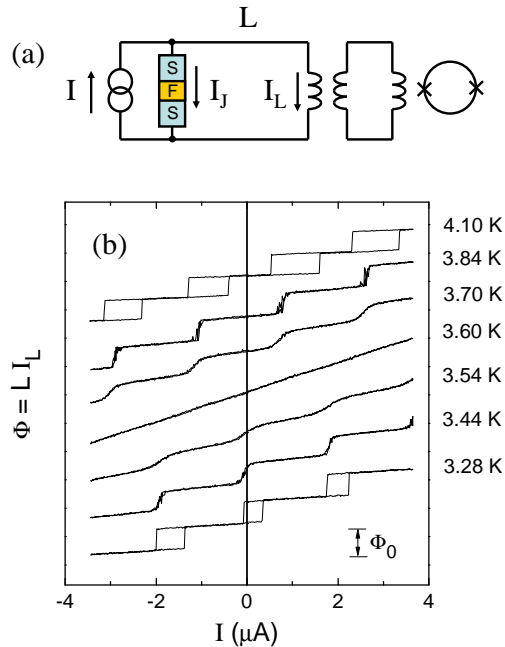 (a)
L
I
S
F
S
I_J
I_L
(b)
4.10 K
3.84 K
3.70 K
3.60 K
3.54 K
3.44 K
3.28 K
Φ = L I_L
Φ₀
-4 -2 0 2 4
I (μA)